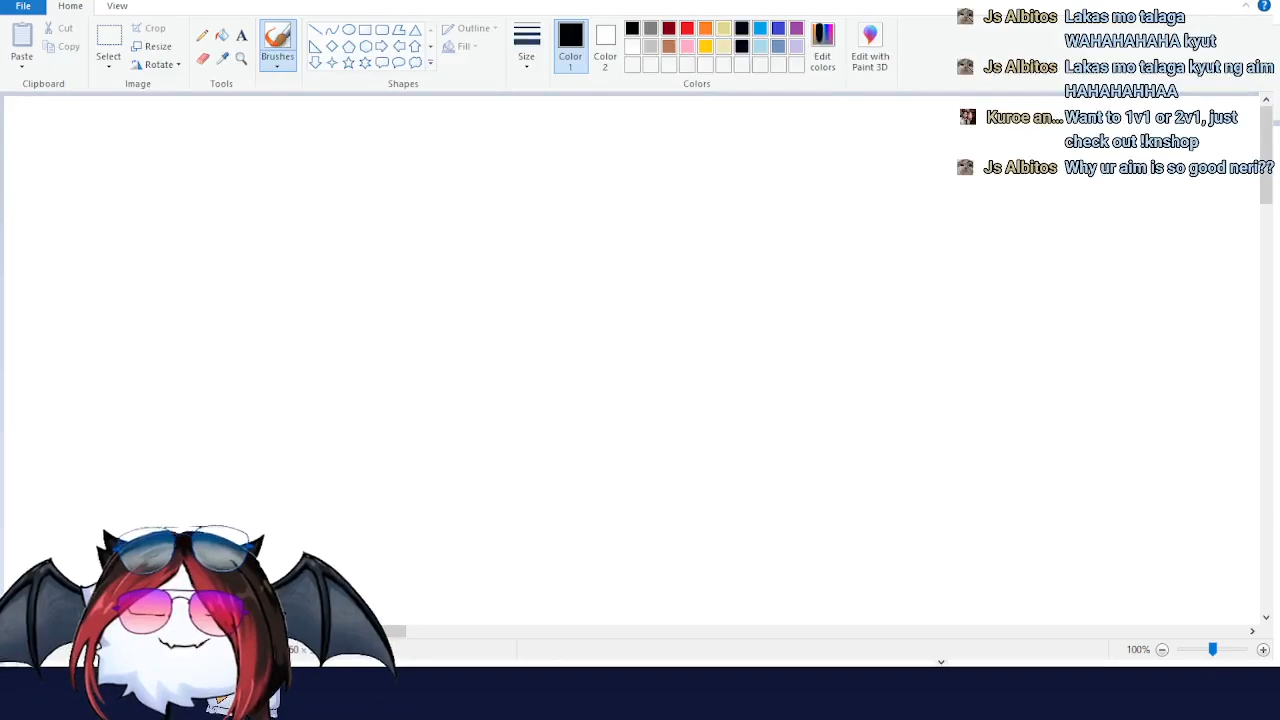 File Home View
Paste
Cut
Copy
Clipboard
Select
Crop
Resize
Rotate
Image
Tools
Brushes
Outline
Fill
Shapes
Size
Color 1
Color 2
Edit colors
Edit with Paint 3D
Colors
Js Albitos Lakas mo talaga
WAHAHAHAHA kyut
Js Albitos Lakas mo talaga kyut ng aim
HAHAHAHHAA
Kuroe an... Want to 1v1 or 2v1, just
check out !knshop
Js Albitos Why ur aim is so good neri??
100%